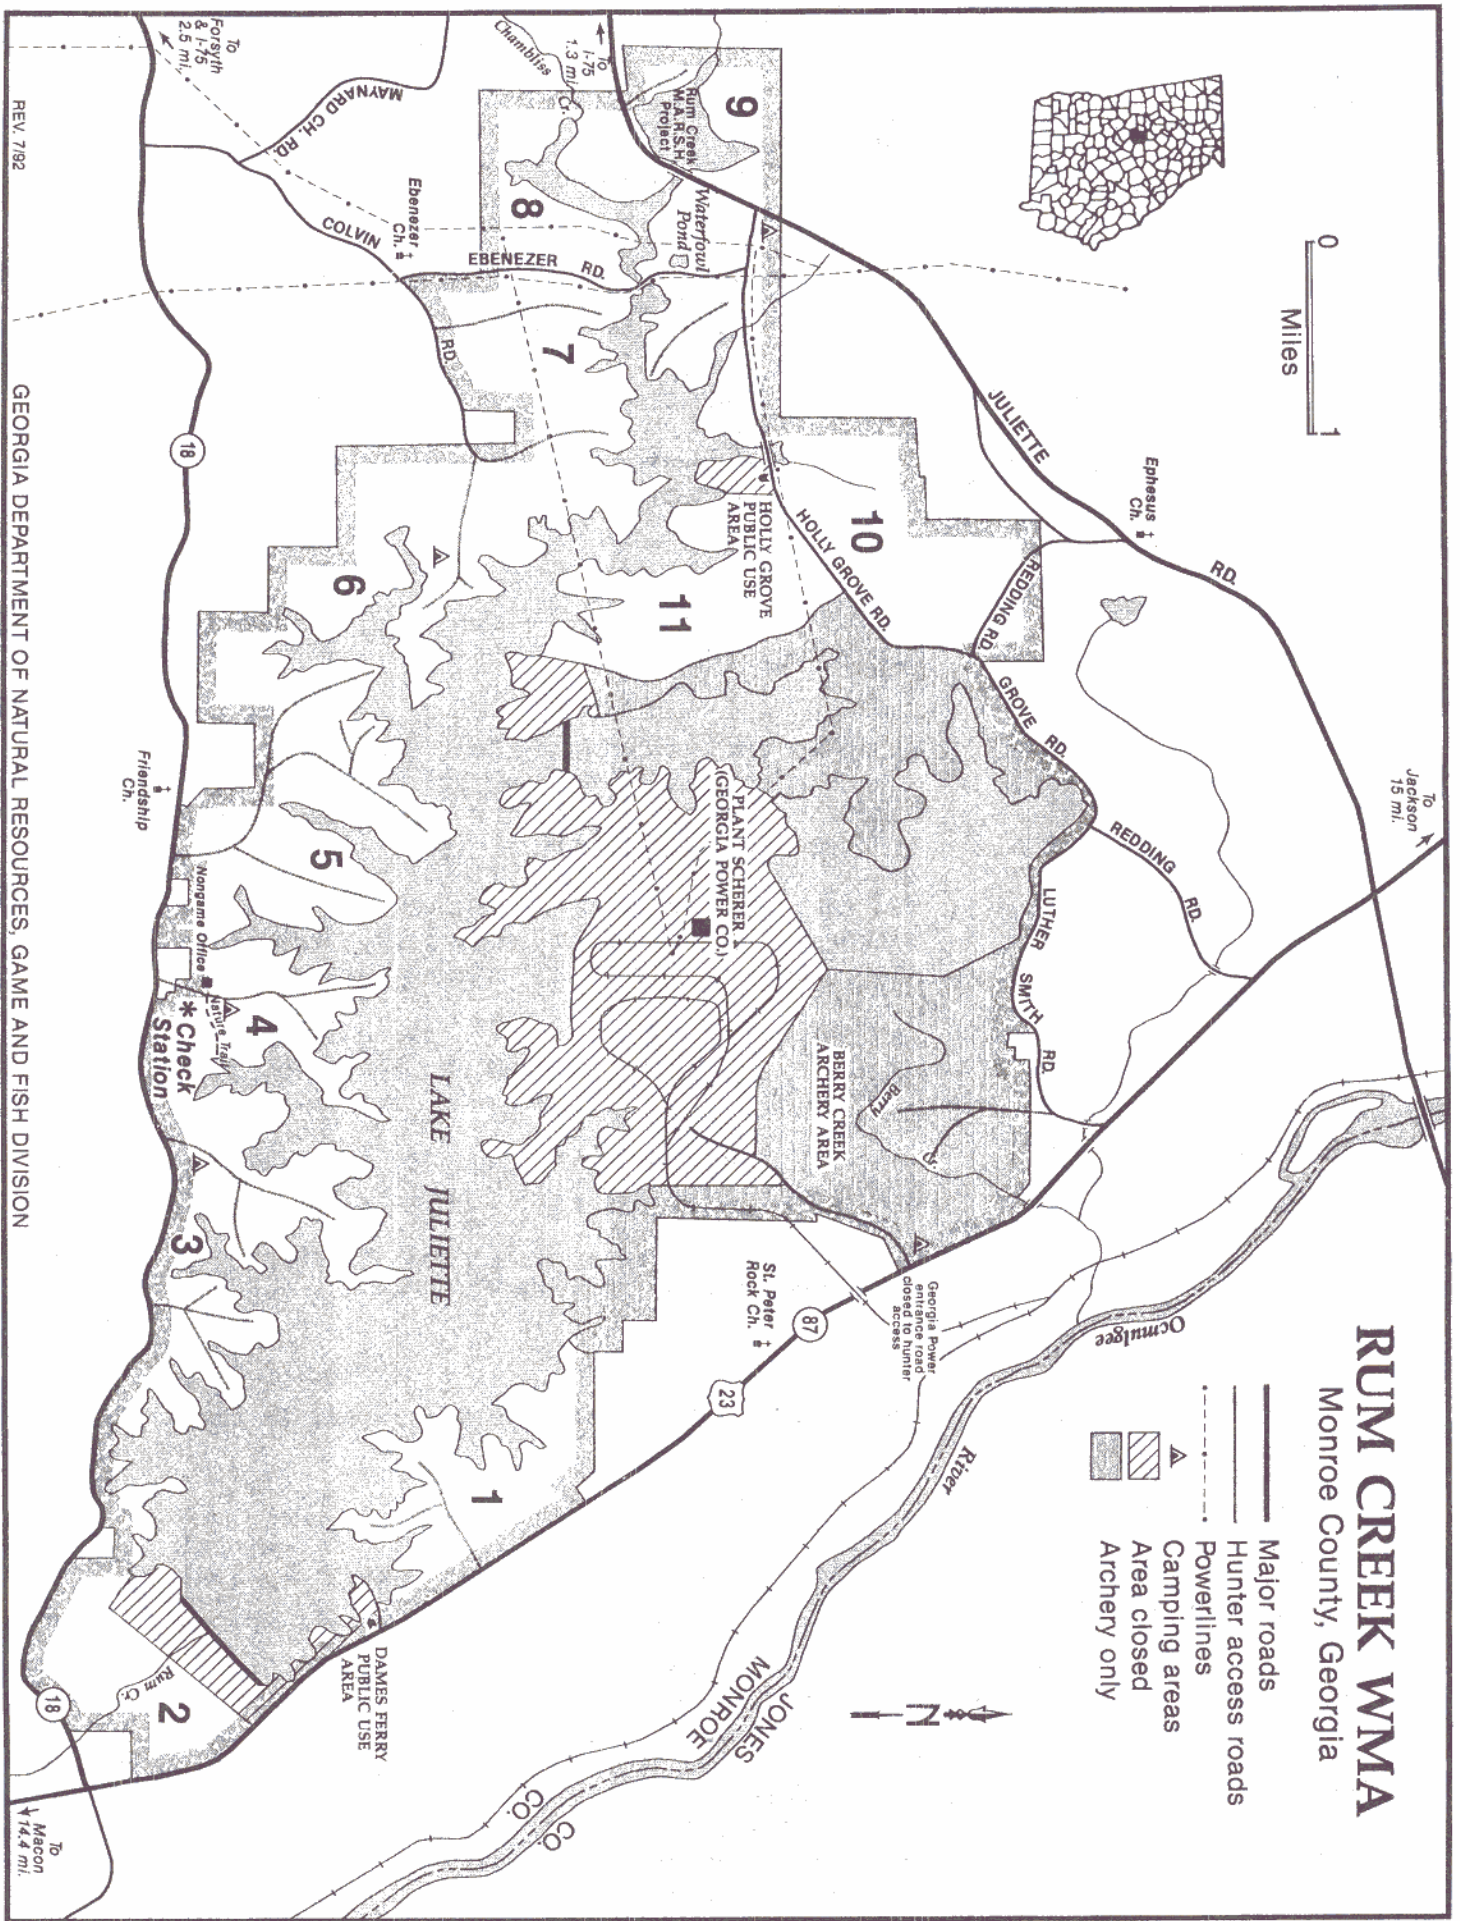 RUM CREEK WMA
Monroe County, Georgia
Major roads
Hunter access roads
Powerlines
Camping areas
Area closed
Archery only
0
1
Miles
N
To
Jackson
15 mi.
JULIETTE
RD.
Ephesus
Ch.
REDDING RD.
REDDING
RD.
10
HOLLY GROVE RD.
GROVE
RD.
LUTHER
SMITH
RD.
Ocmulgee
River
9
Rum Creek
M.A.R.S.H.
Project
To
I-75
1.3 mi.
Chambliss
Cr.
Waterfowl
Pond
8
HOLLY GROVE
PUBLIC USE
AREA
11
PLANT SCHERER
(GEORGIA POWER CO.)
BERRY CREEK
ARCHERY AREA
Berry
Cr.
Georgia Power
entrance road
closed to hunter
access
St. Peter
Rock Ch.
87
23
JONES
MONROE
CO.
CO.
EBENEZER
RD.
Ebenezer
Ch.
COLVIN
RD.
MAYNARD CH. RD.
7
6
5
4
3
1
2
LAKE JULIETTE
DAMES FERRY
PUBLIC USE
AREA
Rum Cr.
Nongame Office
Nature Trail
* Check
Station
Friendship
Ch.
18
18
To
Forsyth
& I-75
2.5 mi.
To
Macon
14.4 mi.
REV. 7/92
GEORGIA DEPARTMENT OF NATURAL RESOURCES, GAME AND FISH DIVISION